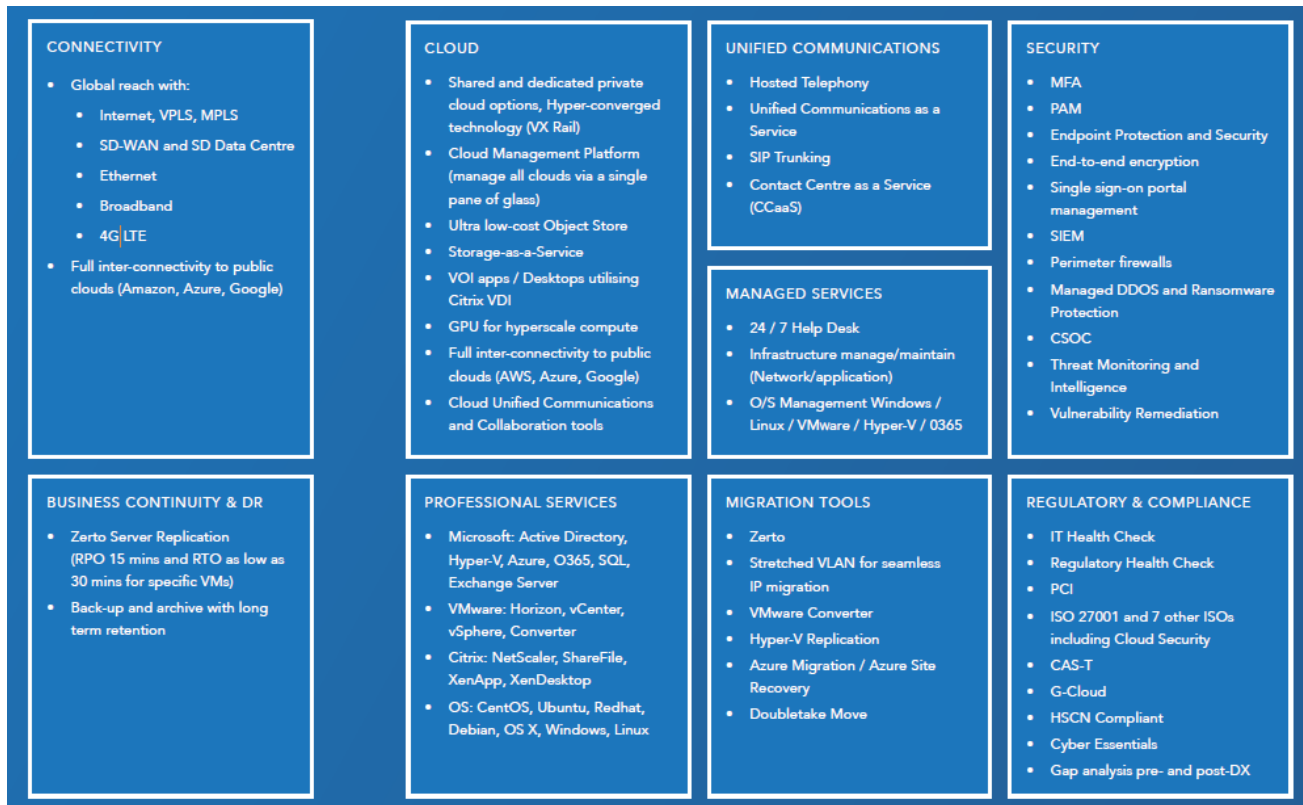 CONNECTIVITY
• Global reach with:
• Internet, VPLS, MPLS
• SD-WAN and SD Data Centre
• Ethernet
• Broadband
• 4G LTE
• Full inter-connectivity to public
clouds (Amazon, Azure, Google)
CLOUD
• Shared and dedicated private
cloud options, Hyper-converged
technology (VX Rail)
• Cloud Management Platform
(manage all clouds via a single
pane of glass)
• Ultra low-cost Object Store
• Storage-as-a-Service
• VOI apps / Desktops utilising
Citrix VDI
• GPU for hyperscale compute
• Full inter-connectivity to public
clouds (AWS, Azure, Google)
• Cloud Unified Communications
and Collaboration tools
UNIFIED COMMUNICATIONS
• Hosted Telephony
• Unified Communications as a
Service
• SIP Trunking
• Contact Centre as a Service
(CCaaS)
MANAGED SERVICES
• 24 / 7 Help Desk
• Infrastructure manage/maintain
(Network/application)
• O/S Management Windows /
Linux / VMware / Hyper-V / 0365
SECURITY
• MFA
• PAM
• Endpoint Protection and Security
• End-to-end encryption
• Single sign-on portal
management
• SIEM
• Perimeter firewalls
• Managed DDOS and Ransomware
Protection
• CSOC
• Threat Monitoring and
Intelligence
• Vulnerability Remediation
BUSINESS CONTINUITY & DR
• Zerto Server Replication
(RPO 15 mins and RTO as low as
30 mins for specific VMs)
• Back-up and archive with long
term retention
PROFESSIONAL SERVICES
• Microsoft: Active Directory,
Hyper-V, Azure, O365, SQL,
Exchange Server
• VMware: Horizon, vCenter,
vSphere, Converter
• Citrix: NetScaler, ShareFile,
XenApp, XenDesktop
• OS: CentOS, Ubuntu, Redhat,
Debian, OS X, Windows, Linux
MIGRATION TOOLS
• Zerto
• Stretched VLAN for seamless
IP migration
• VMware Converter
• Hyper-V Replication
• Azure Migration / Azure Site
Recovery
• Doubletake Move
REGULATORY & COMPLIANCE
• IT Health Check
• Regulatory Health Check
• PCI
• ISO 27001 and 7 other ISOs
including Cloud Security
• CAS-T
• G-Cloud
• HSCN Compliant
• Cyber Essentials
• Gap analysis pre- and post-DX